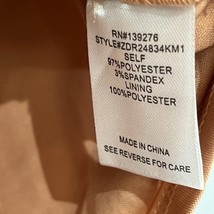 RN#139276
STYLE#ZDR24834KM1
SELF
97%POLYESTER
3%SPANDEX
LINING
100%POLYESTER
MADE IN CHINA
SEE REVERSE FOR CARE